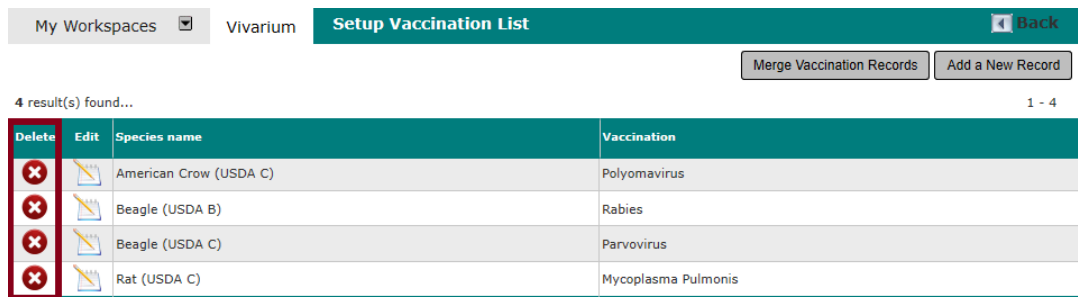 My Workspaces Vivarium Setup Vaccination List Back
Merge Vaccination Records Add a New Record
4 result(s) found... 1 - 4
Delete Edit Species name Vaccination
American Crow (USDA C) Polyomavirus
Beagle (USDA B) Rabies
Beagle (USDA C) Parvovirus
Rat (USDA C) Mycoplasma Pulmonis